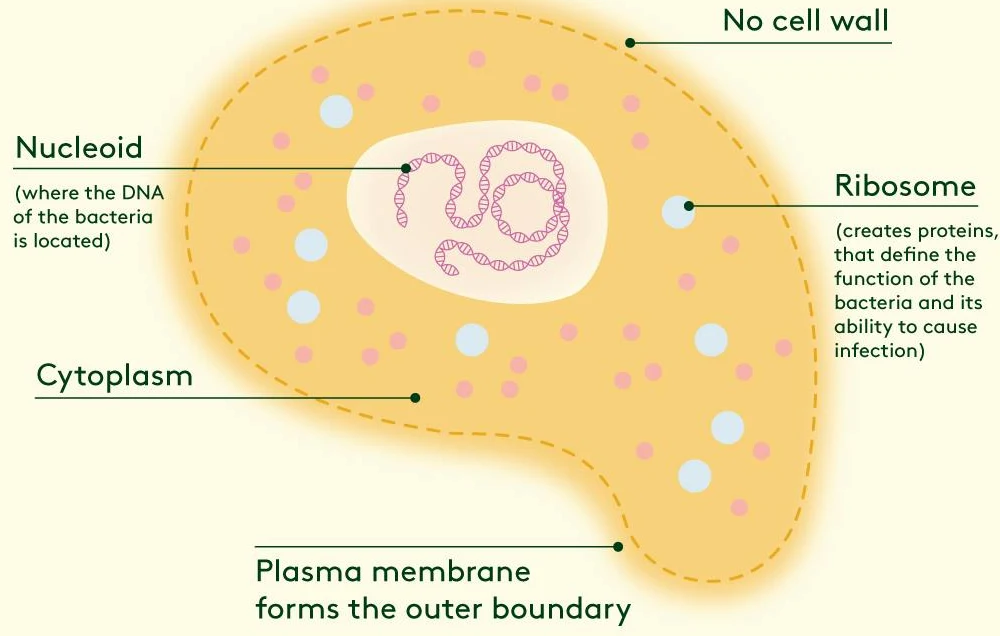 No cell wall
Nucleoid
(where the DNA
of the bacteria
is located)
Ribosome
(creates proteins,
that define the
function of the
bacteria and its
ability to cause
infection)
Cytoplasm
Plasma membrane
forms the outer boundary